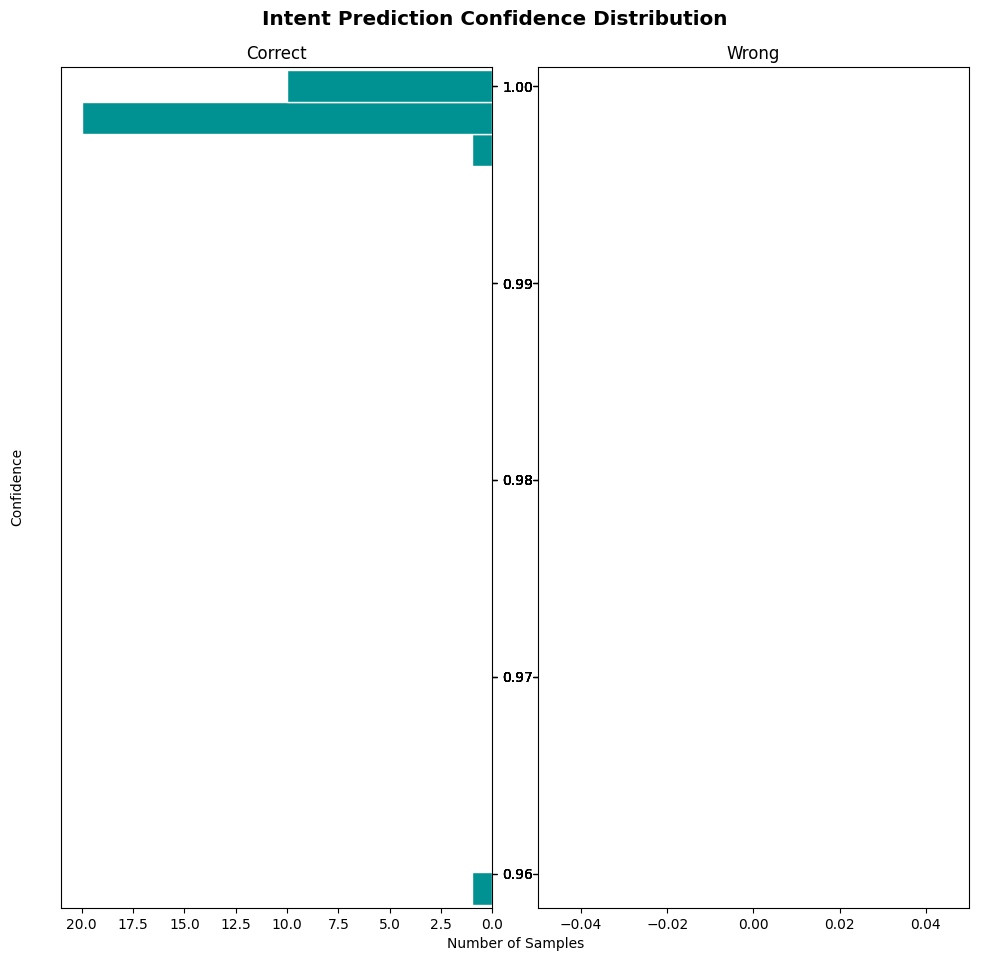 Intent Prediction Confidence Distribution
Correct
Wrong
1.00
0.99
0.98
0.97
0.96
Confidence
20.0 17.5 15.0 12.5 10.0 7.5 5.0 2.5 0.0
−0.04 −0.02 0.00 0.02 0.04
Number of Samples